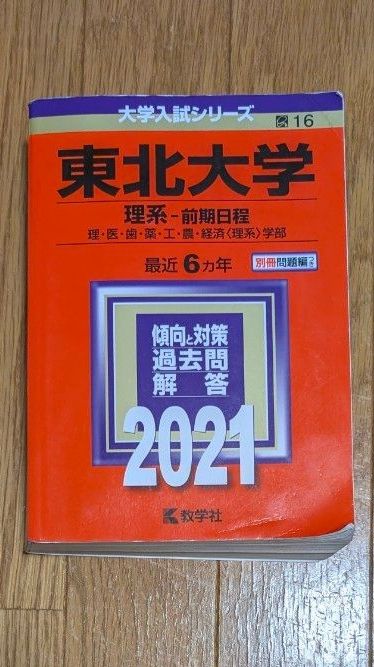 大学入試シリーズ
16
東北大学
理系-前期日程
理・医・歯・薬・工・農・経済〈理系〉学部
最近6カ年
別冊問題編つき
傾向と対策
過去問
解答
2021
教学社